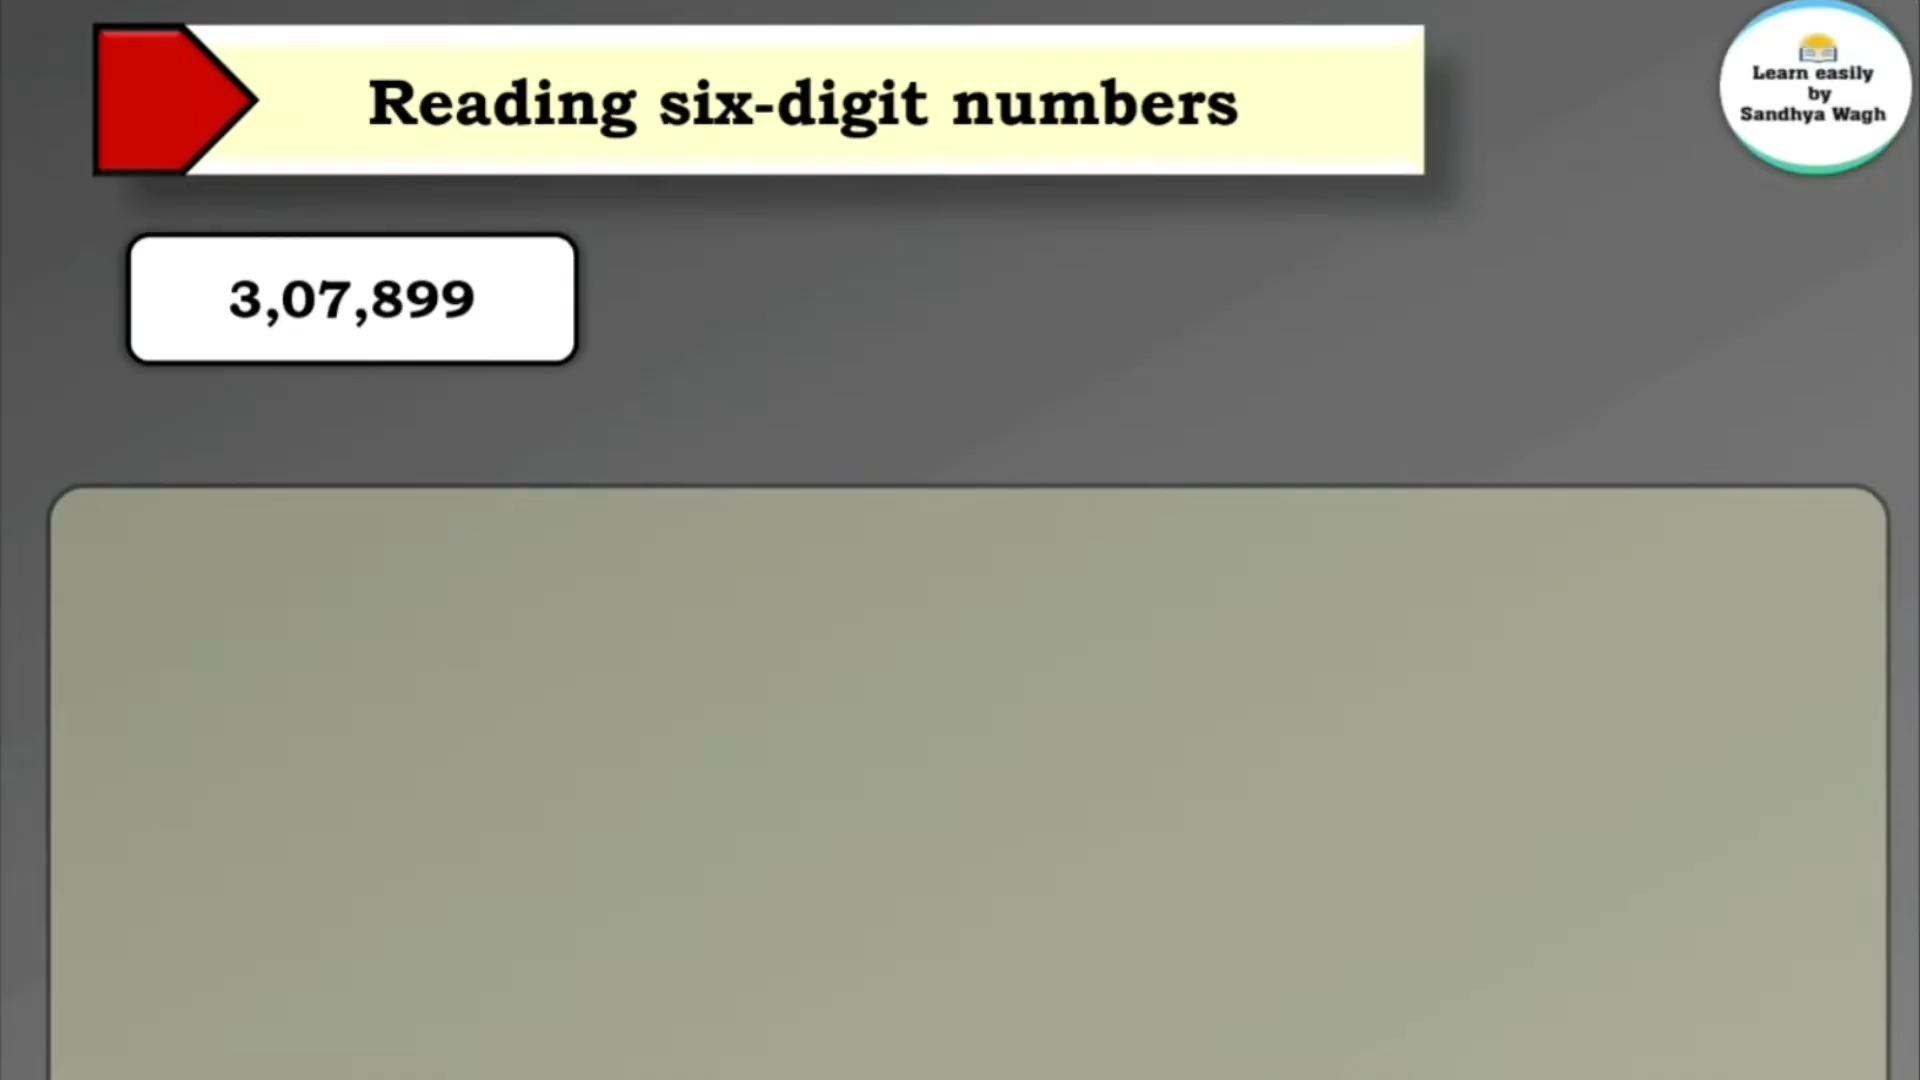 Reading six-digit numbers
Learn easily
by
Sandhya Wagh
3,07,899